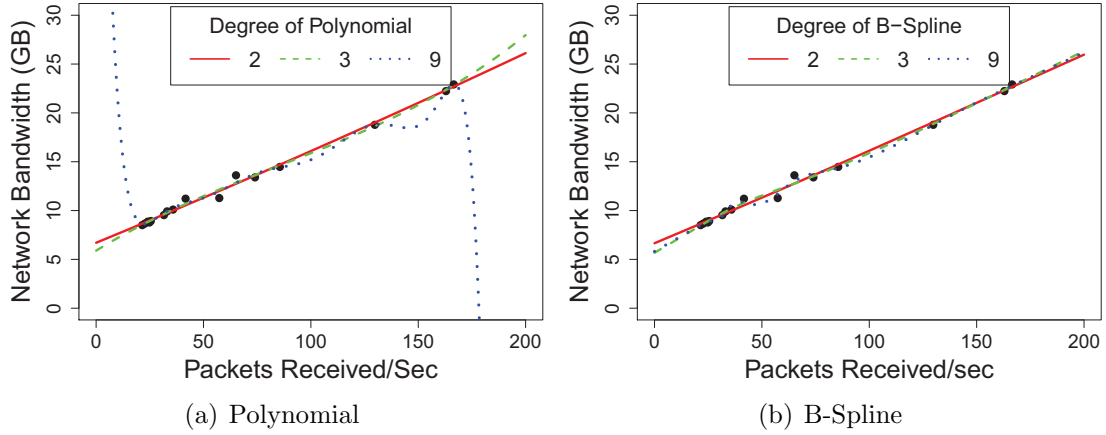 Degree of Polynomial
2 3 9
Network Bandwidth (GB)
30
25
20
15
10
5
0
0 50 100 150 200
Packets Received/Sec
(a) Polynomial
Degree of B−Spline
2 3 9
Network Bandwidth (GB)
30
25
20
15
10
5
0
0 50 100 150 200
Packets Received/sec
(b) B-Spline